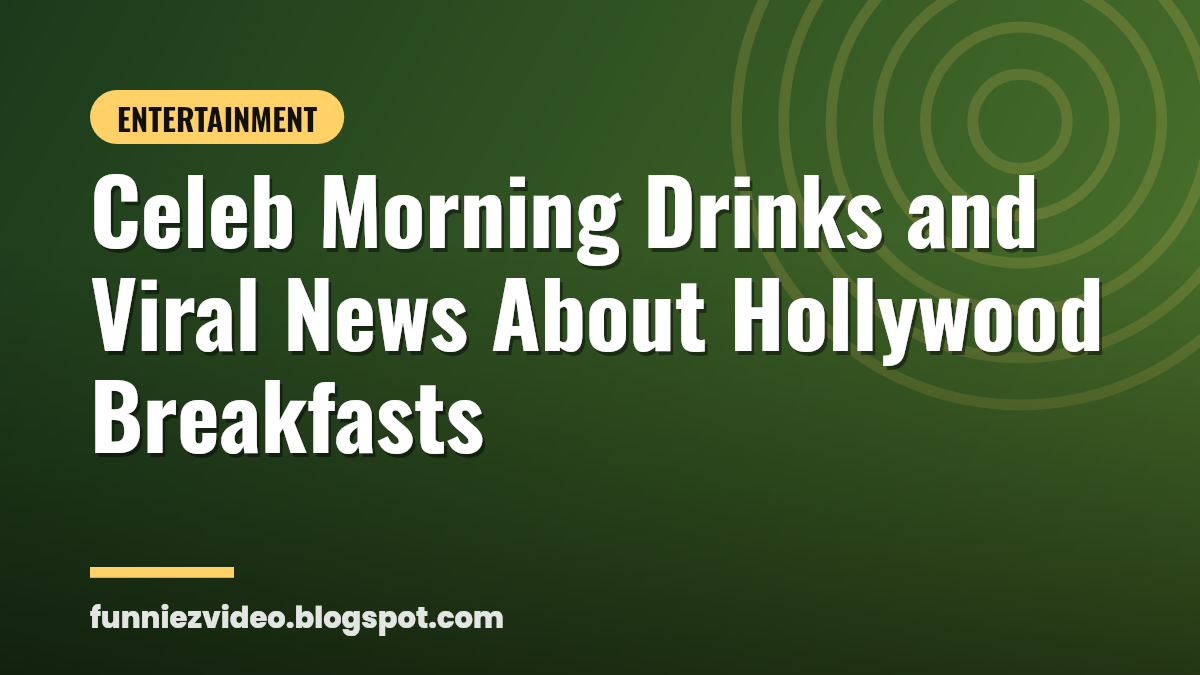 ENTERTAINMENT
Celeb Morning Drinks and
Viral News About Hollywood
Breakfasts
funniezvideo.blogspot.com